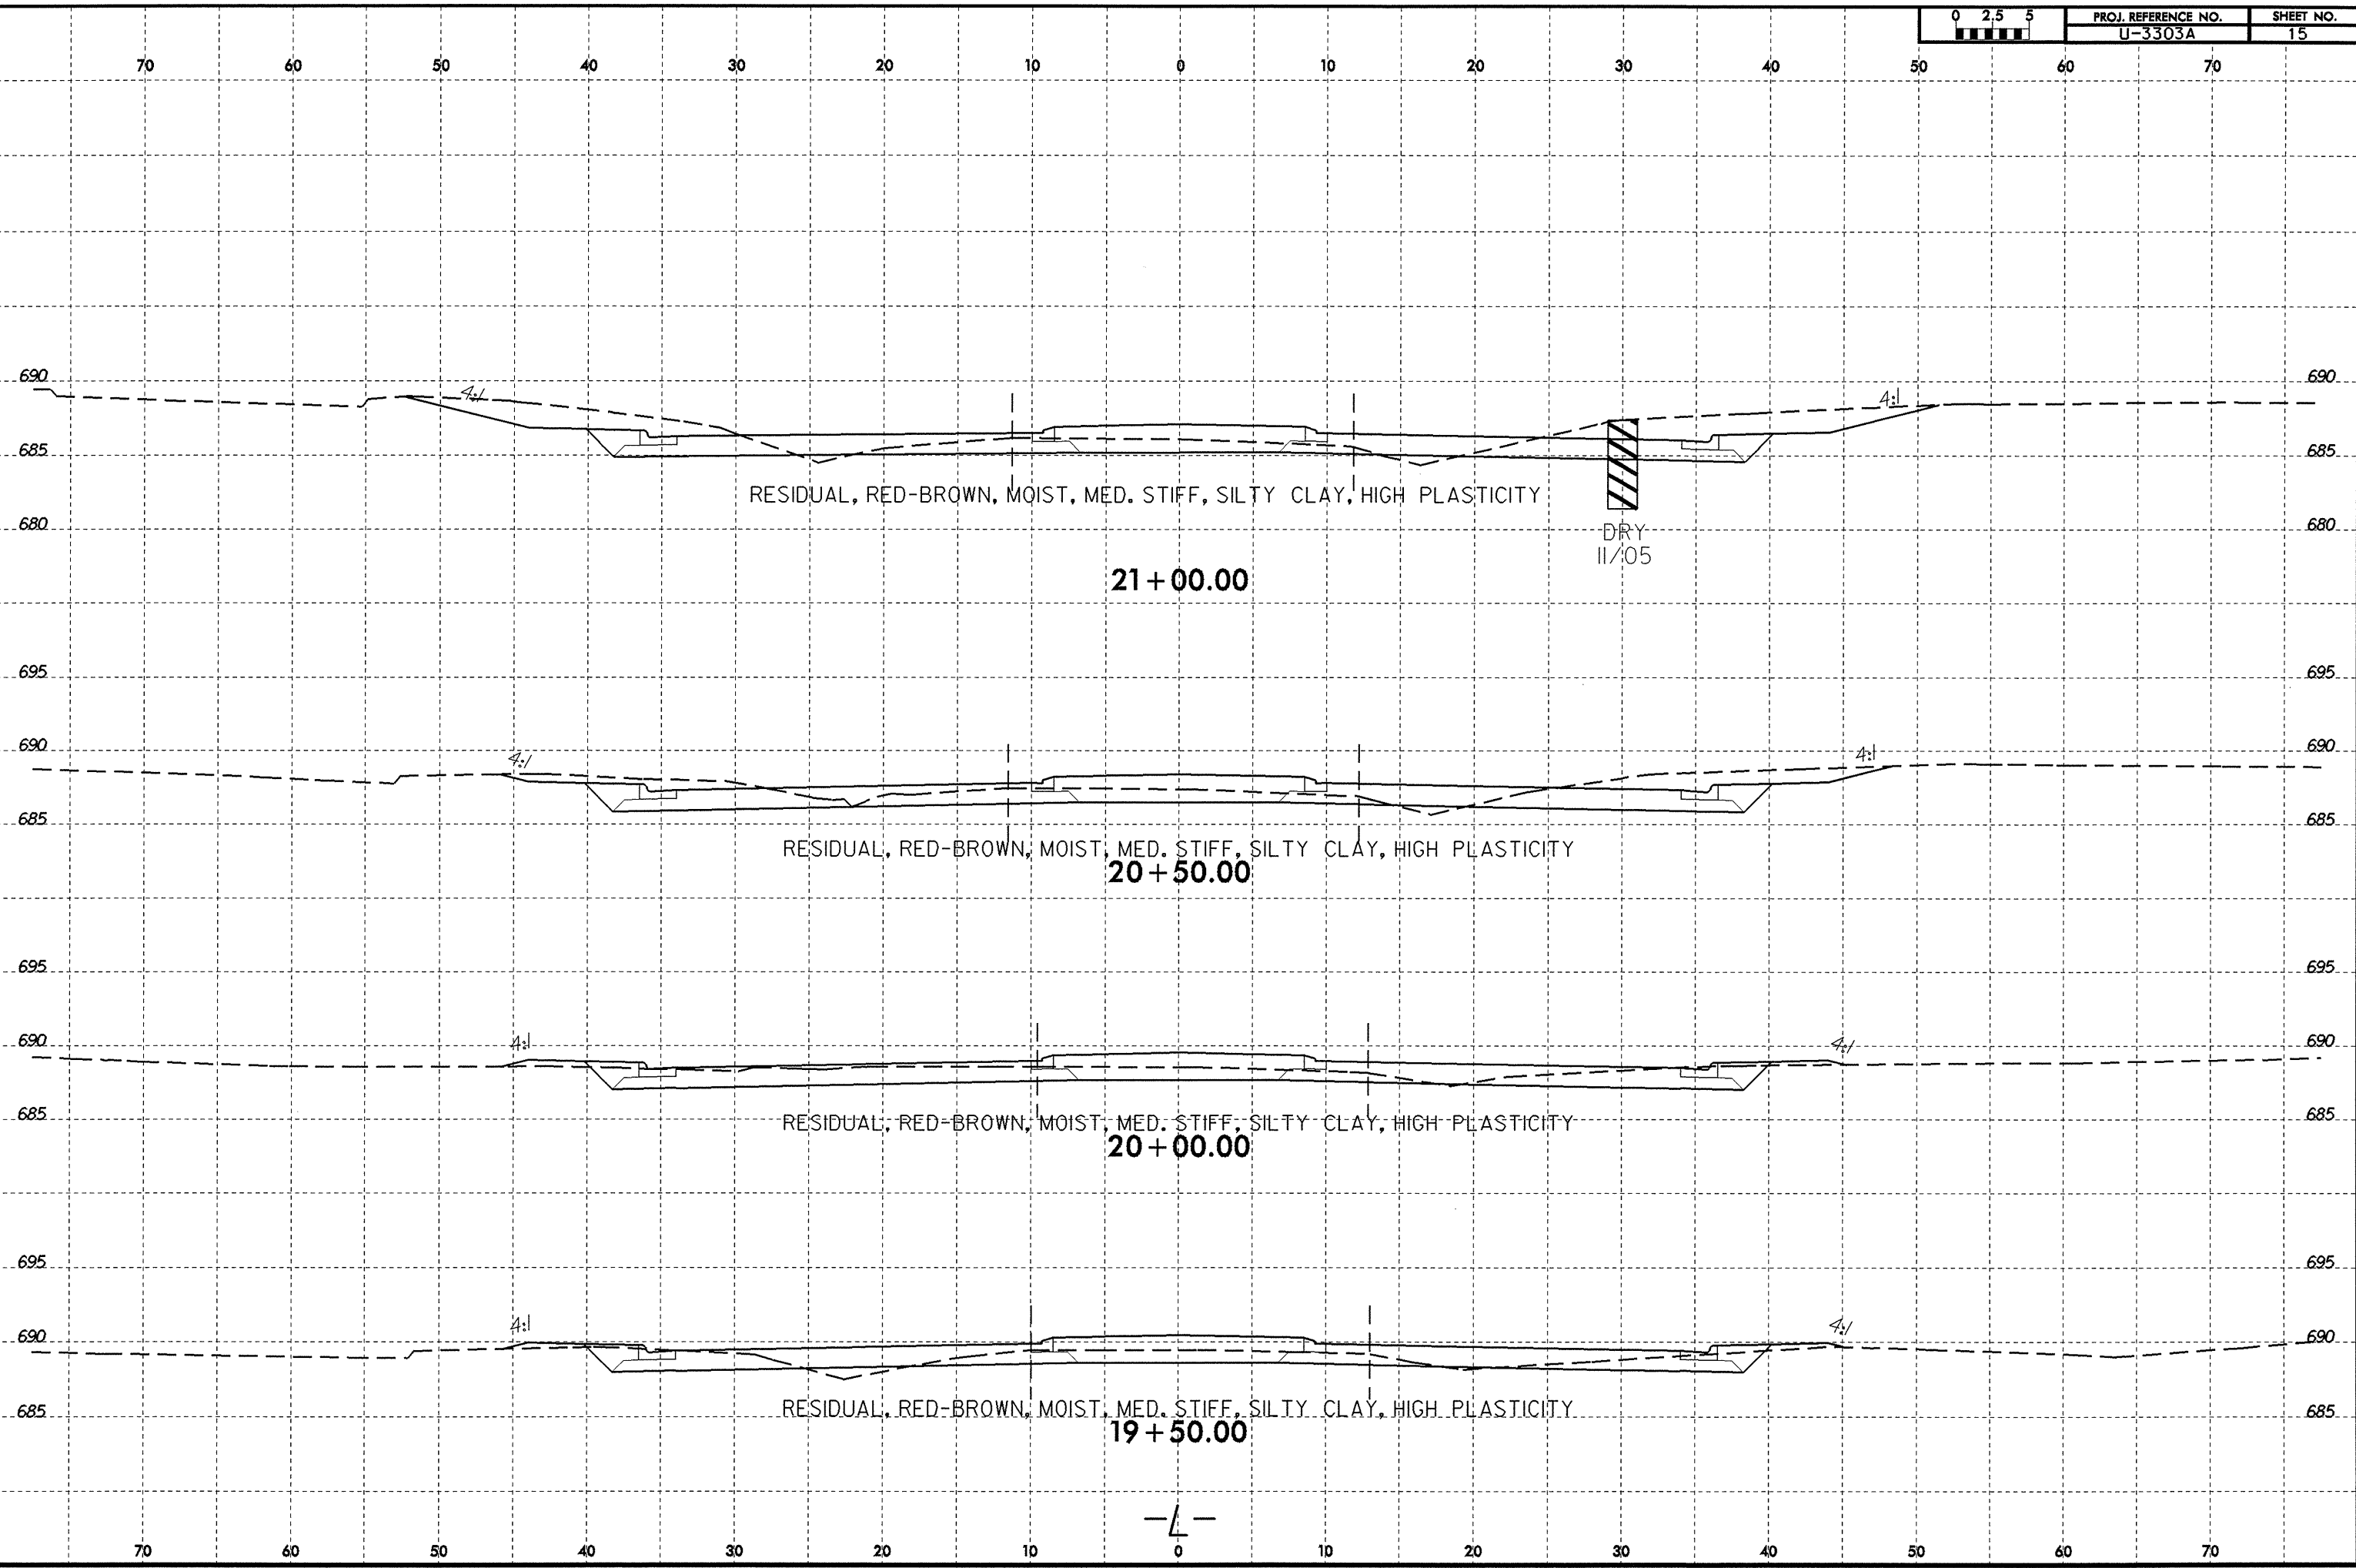 0 2.5 5 PROJ. REFERENCE NO. SHEET NO.
U-3303A 15
70 60 50 40 30 20 10 0 10 20 30 40 50 60 70
690 690
4:1 4:1
685 685
RESIDUAL, RED-BROWN, MOIST, MED. STIFF, SILTY CLAY, HIGH PLASTICITY
680 680
DRY
11/05
21+00.00
695 695
690 690
4:1 4:1
685 685
RESIDUAL, RED-BROWN, MOIST, MED. STIFF, SILTY CLAY, HIGH PLASTICITY
20+50.00
695 695
690 690
4:1 4:1
685 685
RESIDUAL, RED-BROWN, MOIST, MED. STIFF, SILTY CLAY, HIGH PLASTICITY
20+00.00
695 695
690 690
4:1 4:1
685 685
RESIDUAL, RED-BROWN, MOIST, MED. STIFF, SILTY CLAY, HIGH PLASTICITY
19+50.00
-L-
70 60 50 40 30 20 10 0 10 20 30 40 50 60 70